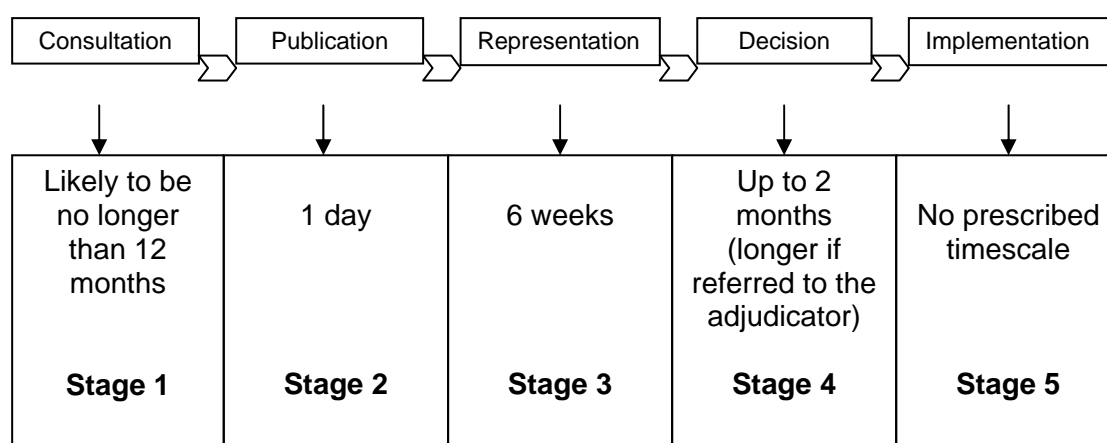 Consultation
Publication
Representation
Decision
Implementation
Likely to be
no longer
than 12
months
Stage 1
1 day
Stage 2
6 weeks
Stage 3
Up to 2
months
(longer if
referred to the
adjudicator)
Stage 4
No prescribed
timescale
Stage 5